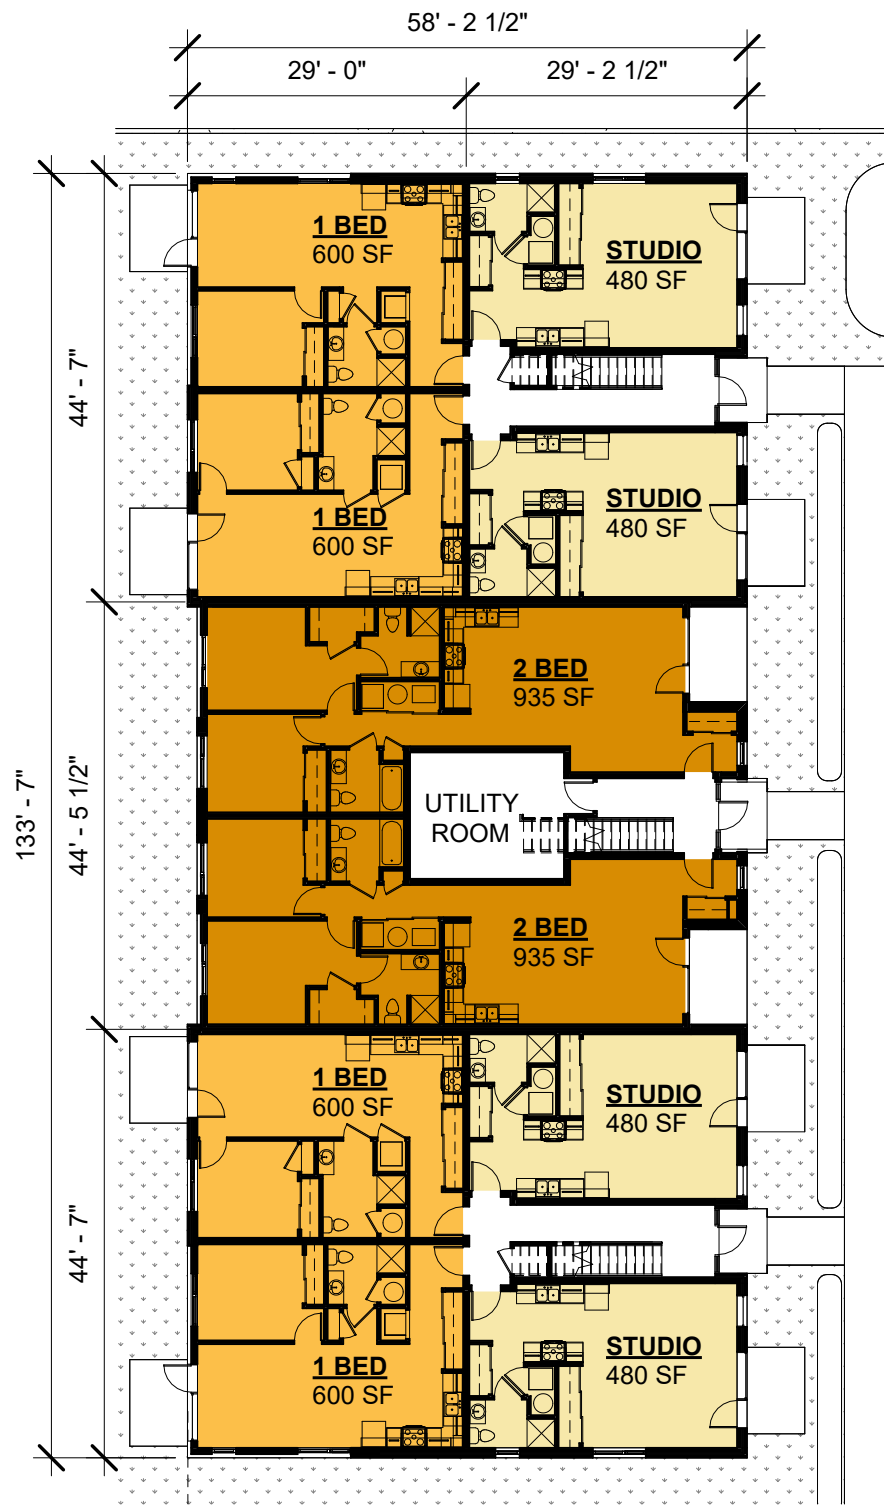 58' - 2 1/2"
29' - 0"
29' - 2 1/2"
1 BED
600 SF
STUDIO
480 SF
44' - 7"
1 BED
600 SF
STUDIO
480 SF
2 BED
935 SF
133' - 7"
44' - 5 1/2"
UTILITY
ROOM
2 BED
935 SF
1 BED
600 SF
STUDIO
480 SF
44' - 7"
1 BED
600 SF
STUDIO
480 SF